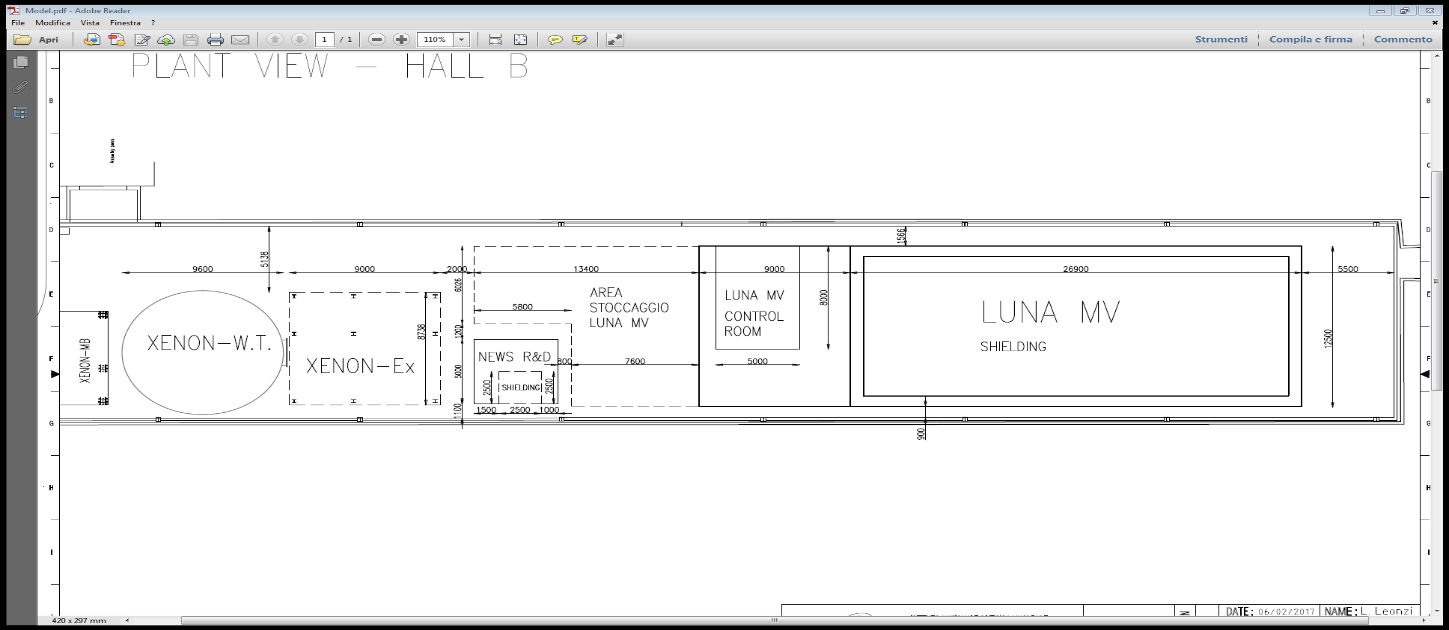 Model.pdf - Adobe Reader
File Modifica Vista Finestra ?
Apri 1 / 1 110% Strumenti Compila e firma Commento
PLANT VIEW - HALL B
B B
C C
D D
E E
F F
G G
H H
I I
1566
5138
9600 9000 2000 13400 9000 26900 5500
6026
5800
AREA
STOCCAGGIO
LUNA MV
LUNA MV
CONTROL
ROOM
8000
LUNA MV
SHIELDING
12500
XENON-MB
XENON-W.T.
XENON-Ex
8738
1200
NEWS R&D
800 7600 5000
5000
2500 SHIELDING 2500
1500 2500 1000
1100
900
DATE: 06/02/2017 NAME: L. Leonzi
420 x 297 mm